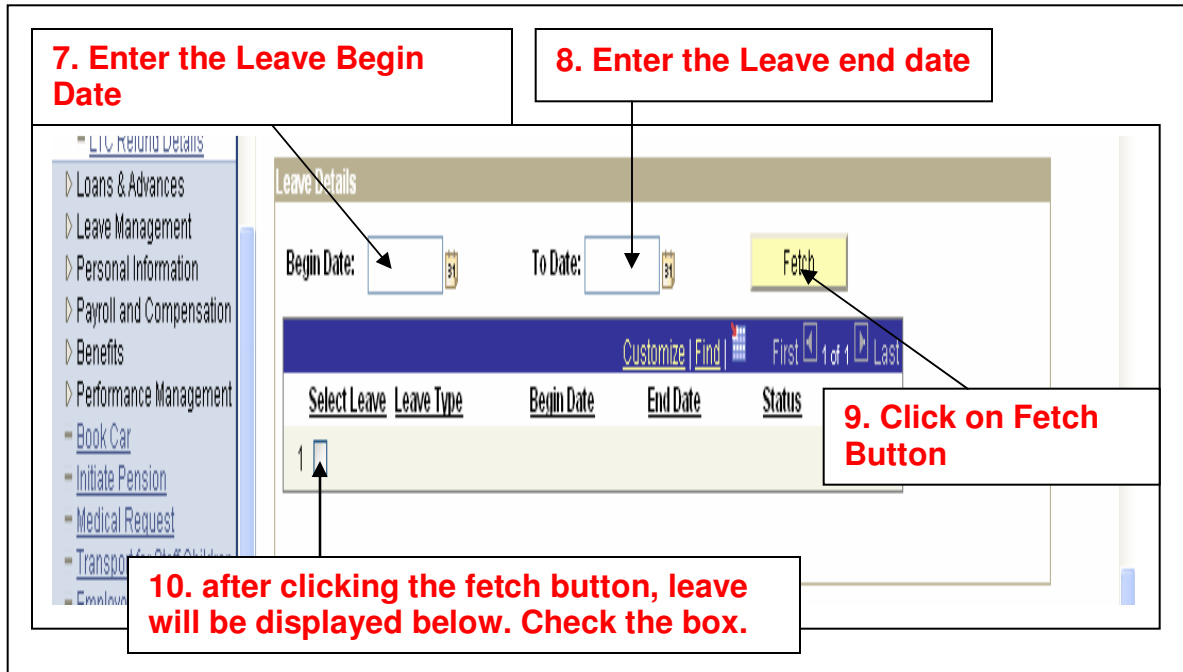 7. Enter the Leave Begin
Date
8. Enter the Leave end date
LTC Refund Details
Loans & Advances
Leave Management
Personal Information
Payroll and Compensation
Benefits
Performance Management
Book Car
Initiate Pension
Medical Request
Leave Details
Begin Date: 31 To Date: 31 Fetch
Customize | Find | First 1 of 1 Last
Select Leave Leave Type Begin Date End Date Status
1
9. Click on Fetch
Button
10. after clicking the fetch button, leave
will be displayed below. Check the box.